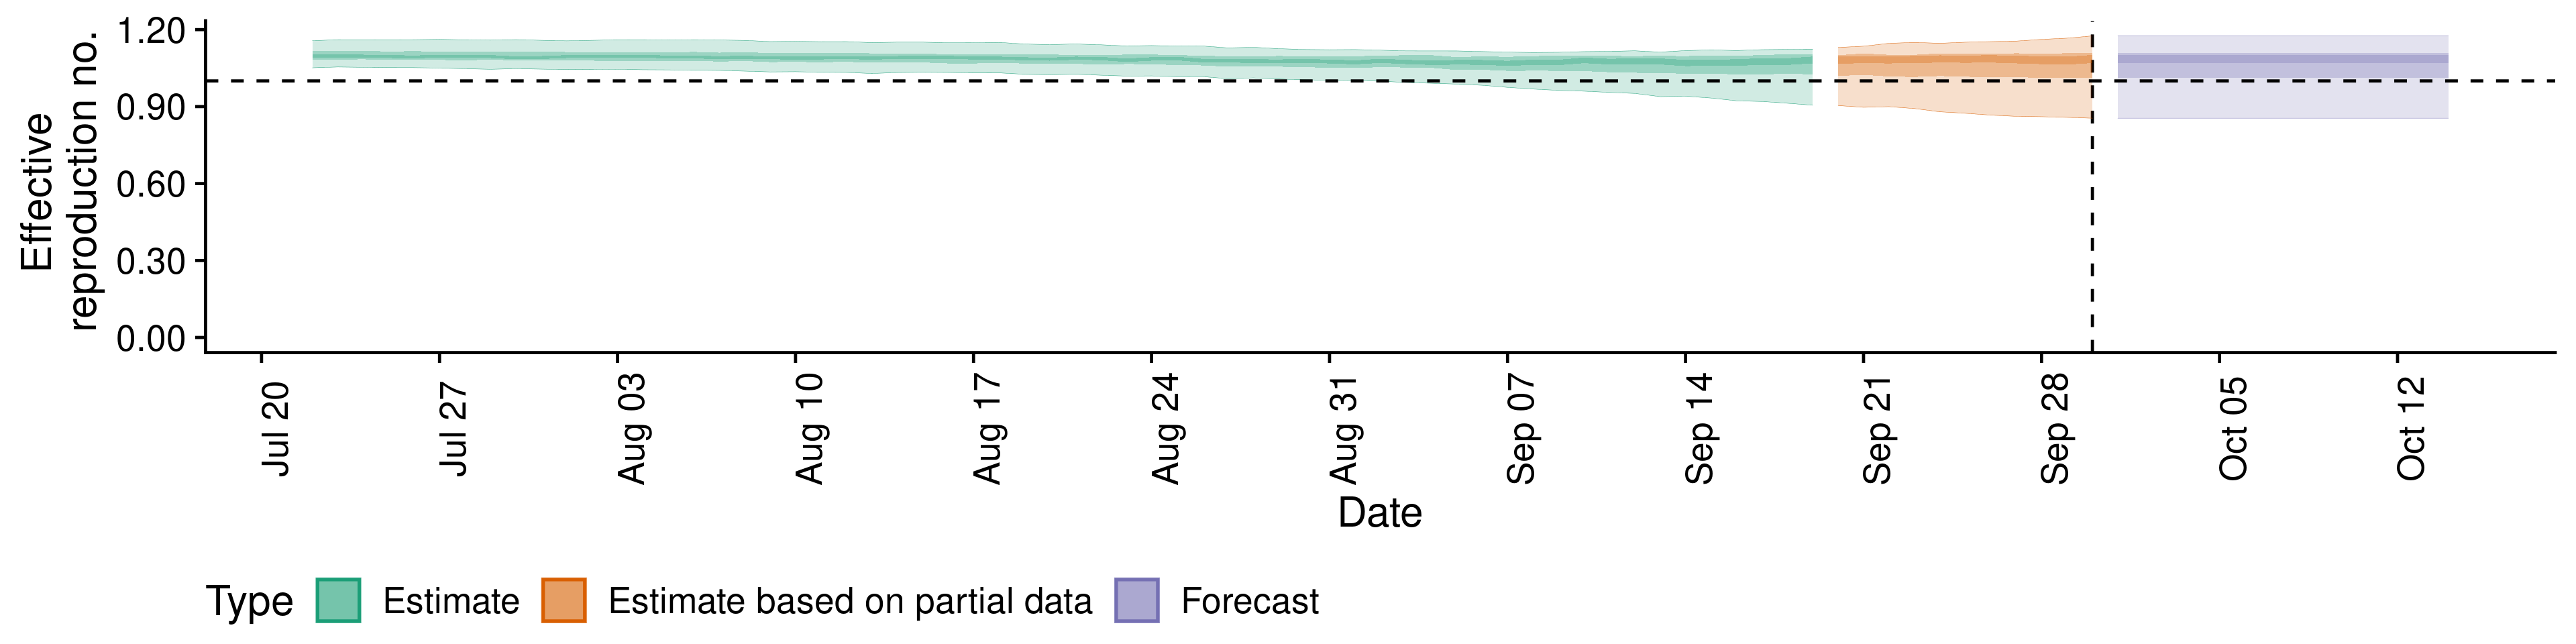 Effective
reproduction no.
1.20
0.90
0.60
0.30
0.00
Jul 20
Jul 27
Aug 03
Aug 10
Aug 17
Aug 24
Aug 31
Sep 07
Sep 14
Sep 21
Sep 28
Oct 05
Oct 12
Date
Type Estimate Estimate based on partial data Forecast